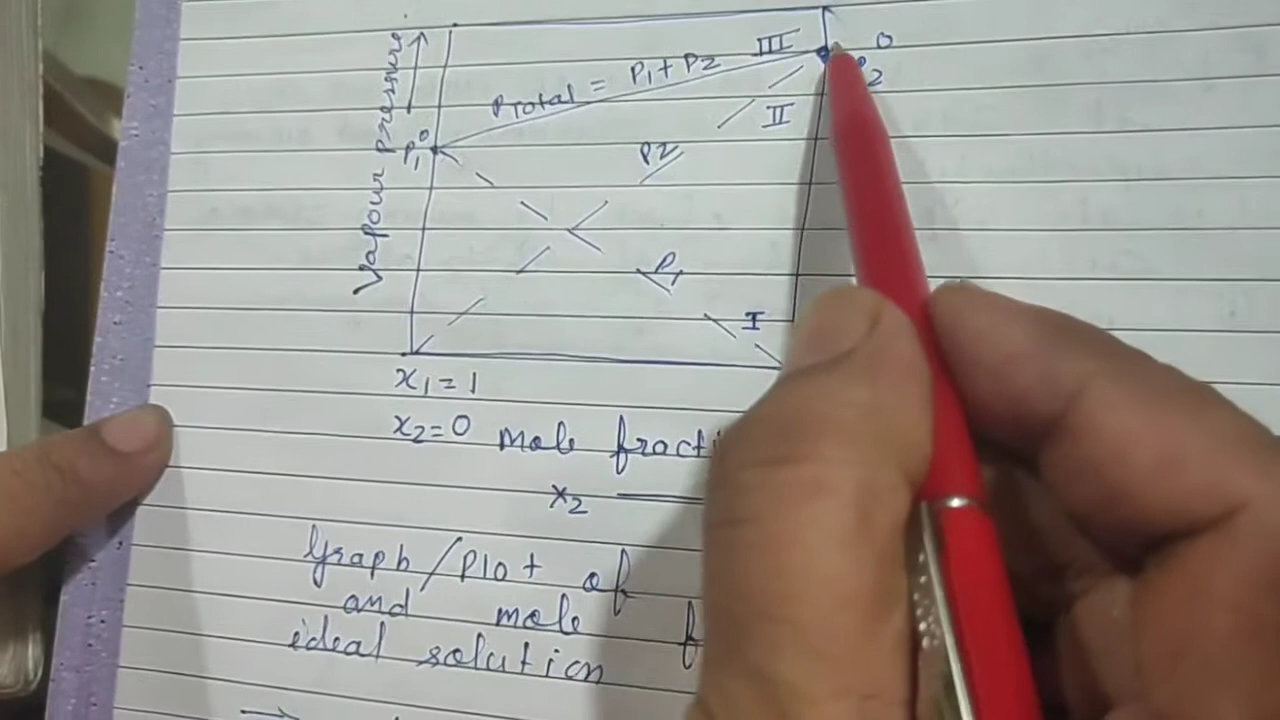 Vapour Pressure →
PTotal = P1 + P2 III
P2°
II
P1°
P2
P1
I
x1 = 1
x2 = 0 mole fracti
x2
Graph/Plot of
and mole f
ideal solution
→